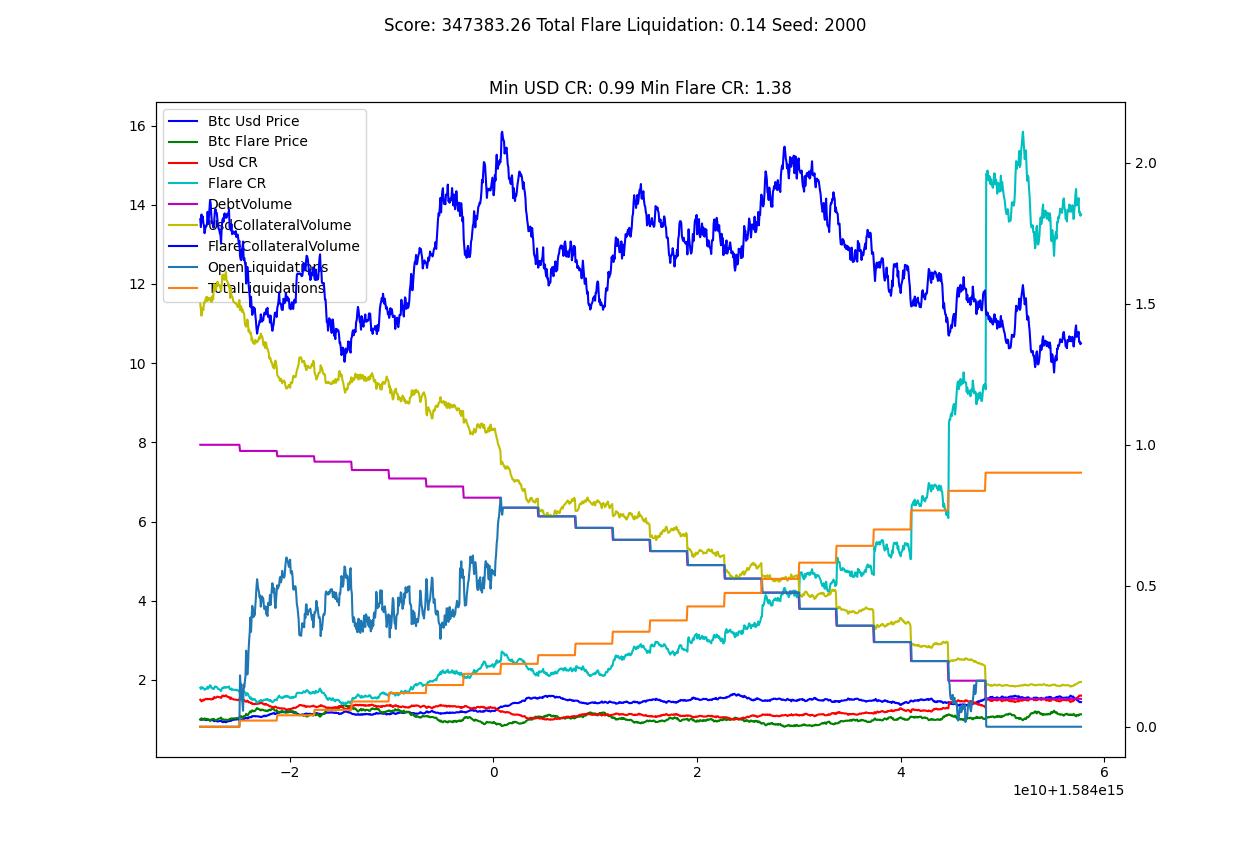 Score: 347383.26 Total Flare Liquidation: 0.14 Seed: 2000
Min USD CR: 0.99 Min Flare CR: 1.38
Btc Usd Price
Btc Flare Price
Usd CR
Flare CR
DebtVolume
UsdCollateralVolume
FlareCollateralVolume
OpenLiquidations
TotalLiquidations
16
14
12
10
8
6
4
2
2.0
1.5
1.0
0.5
0.0
−2
0
2
4
6
1e10+1.584e15